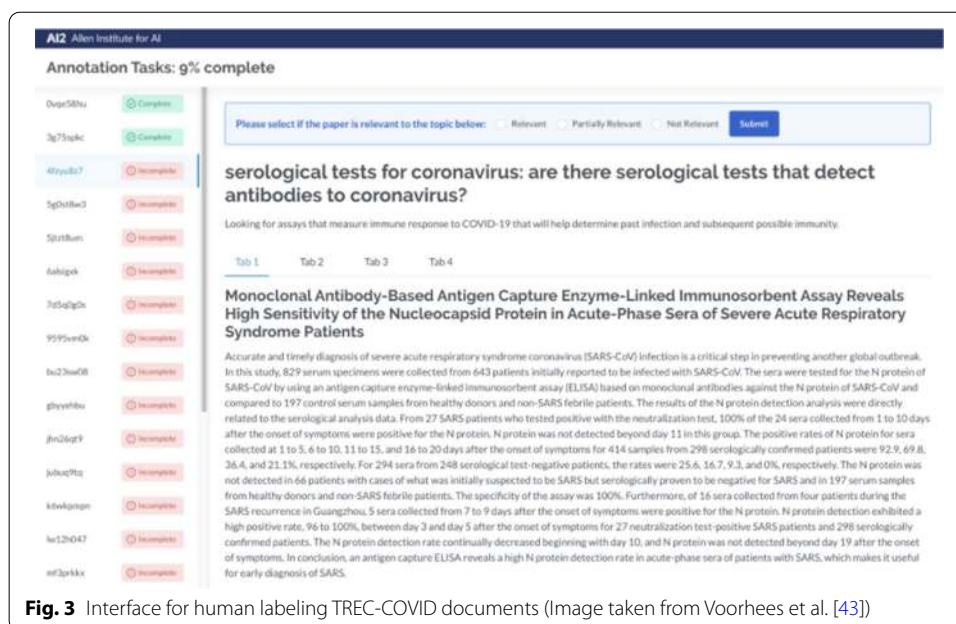 AI2 Allen Institute for AI
Annotation Tasks: 9% complete
Complete
3g75spkc Complete
Incomplete
5g0st8w3 Incomplete
Incomplete
Incomplete
7d5q0g0s Incomplete
9595vm0k Incomplete
bu23sw08 Incomplete
gbyyehbu Incomplete
jhn26qt9 Incomplete
jubuq9tq Incomplete
Incomplete
lw12h047 Incomplete
mf3prkkx Incomplete
Please select if the paper is relevant to the topic below: Relevant Partially Relevant Not Relevant Submit
serological tests for coronavirus: are there serological tests that detect
antibodies to coronavirus?
Looking for assays that measure immune response to COVID-19 that will help determine past infection and subsequent possible immunity.
Tab 1 Tab 2 Tab 3 Tab 4
Monoclonal Antibody-Based Antigen Capture Enzyme-Linked Immunosorbent Assay Reveals
High Sensitivity of the Nucleocapsid Protein in Acute-Phase Sera of Severe Acute Respiratory
Syndrome Patients
Accurate and timely diagnosis of severe acute respiratory syndrome coronavirus (SARS-CoV) infection is a critical step in preventing another global outbreak.
In this study, 829 serum specimens were collected from 643 patients initially reported to be infected with SARS-CoV. The sera were tested for the N protein of
SARS-CoV by using an antigen capture enzyme-linked immunosorbent assay (ELISA) based on monoclonal antibodies against the N protein of SARS-CoV and
compared to 197 control serum samples from healthy donors and non-SARS febrile patients. The results of the N protein detection analysis were directly
related to the serological analysis data. From 27 SARS patients who tested positive with the neutralization test, 100% of the 24 sera collected from 1 to 10 days
after the onset of symptoms were positive for the N protein. N protein was not detected beyond day 11 in this group. The positive rates of N protein for sera
collected at 1 to 5, 6 to 10, 11 to 15, and 16 to 20 days after the onset of symptoms for 414 samples from 298 serologically confirmed patients were 92.9, 69.8,
36.4, and 21.1%, respectively. For 294 sera from 248 serological test-negative patients, the rates were 25.6, 16.7, 9.3, and 0%, respectively. The N protein was
not detected in 66 patients with cases of what was initially suspected to be SARS but serologically proven to be negative for SARS and in 197 serum samples
from healthy donors and non-SARS febrile patients. The specificity of the assay was 100%. Furthermore, of 16 sera collected from four patients during the
SARS recurrence in Guangzhou, 5 sera collected from 7 to 9 days after the onset of symptoms were positive for the N protein. N protein detection exhibited a
high positive rate, 96 to 100%, between day 3 and day 5 after the onset of symptoms for 27 neutralization test-positive SARS patients and 298 serologically
confirmed patients. The N protein detection rate continually decreased beginning with day 10, and N protein was not detected beyond day 19 after the onset
of symptoms. In conclusion, an antigen capture ELISA reveals a high N protein detection rate in acute-phase sera of patients with SARS, which makes it useful
for early diagnosis of SARS.
Fig. 3 Interface for human labeling TREC-COVID documents (Image taken from Voorhees et al. [43])